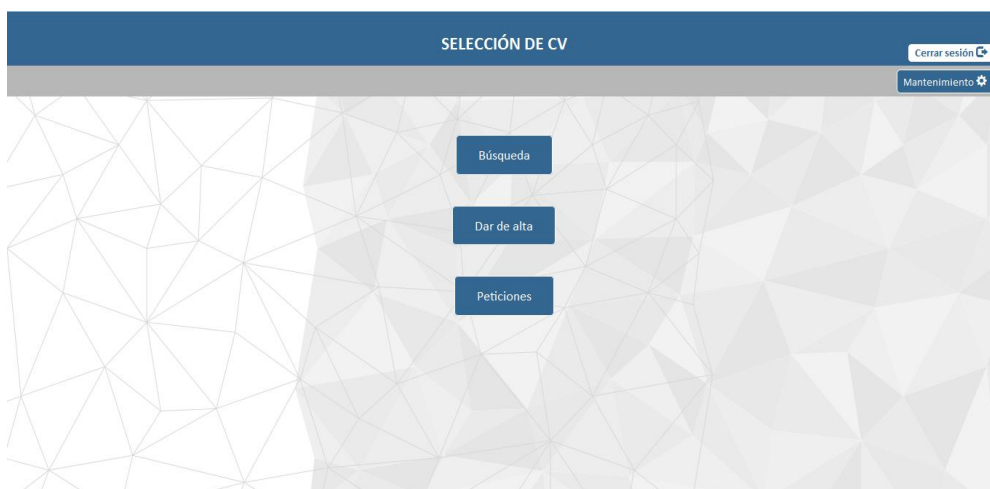 SELECCIÓN DE CV
Cerrar sesión
Mantenimiento
Búsqueda
Dar de alta
Peticiones